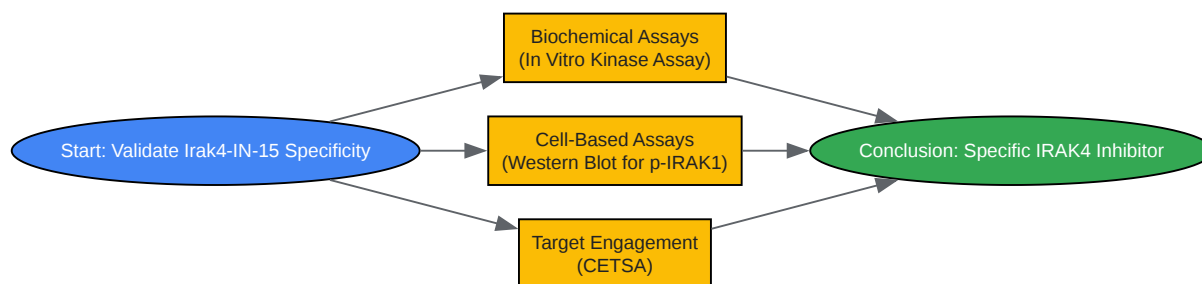 Biochemical Assays
(In Vitro Kinase Assay)
Start: Validate Irak4-IN-15 Specificity
Cell-Based Assays
(Western Blot for p-IRAK1)
Conclusion: Specific IRAK4 Inhibitor
Target Engagement
(CETSA)